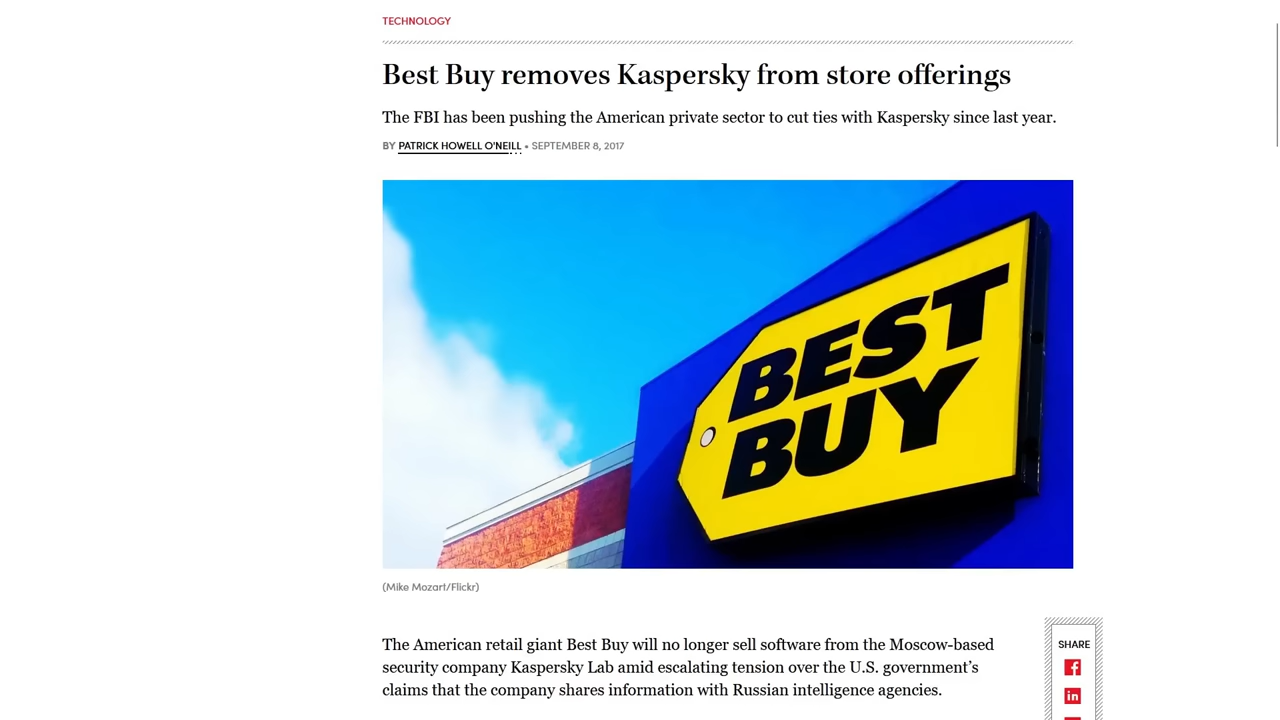 TECHNOLOGY
Best Buy removes Kaspersky from store offerings
The FBI has been pushing the American private sector to cut ties with Kaspersky since last year.
BY PATRICK HOWELL O'NEILL • SEPTEMBER 8, 2017
BEST
BUY
(Mike Mozart/Flickr)
The American retail giant Best Buy will no longer sell software from the Moscow-based
security company Kaspersky Lab amid escalating tension over the U.S. government’s
claims that the company shares information with Russian intelligence agencies.
SHARE